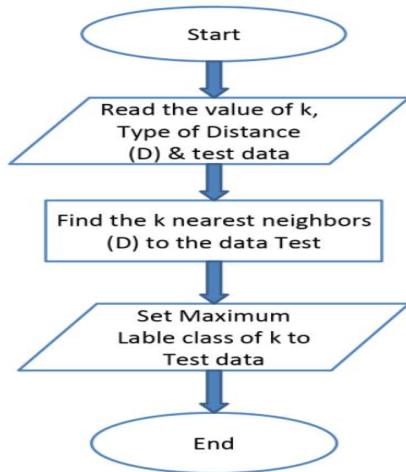 Start
Read the value of k,
Type of Distance
(D) & test data
Find the k nearest neighbors
(D) to the data Test
Set Maximum
Lable class of k to
Test data
End